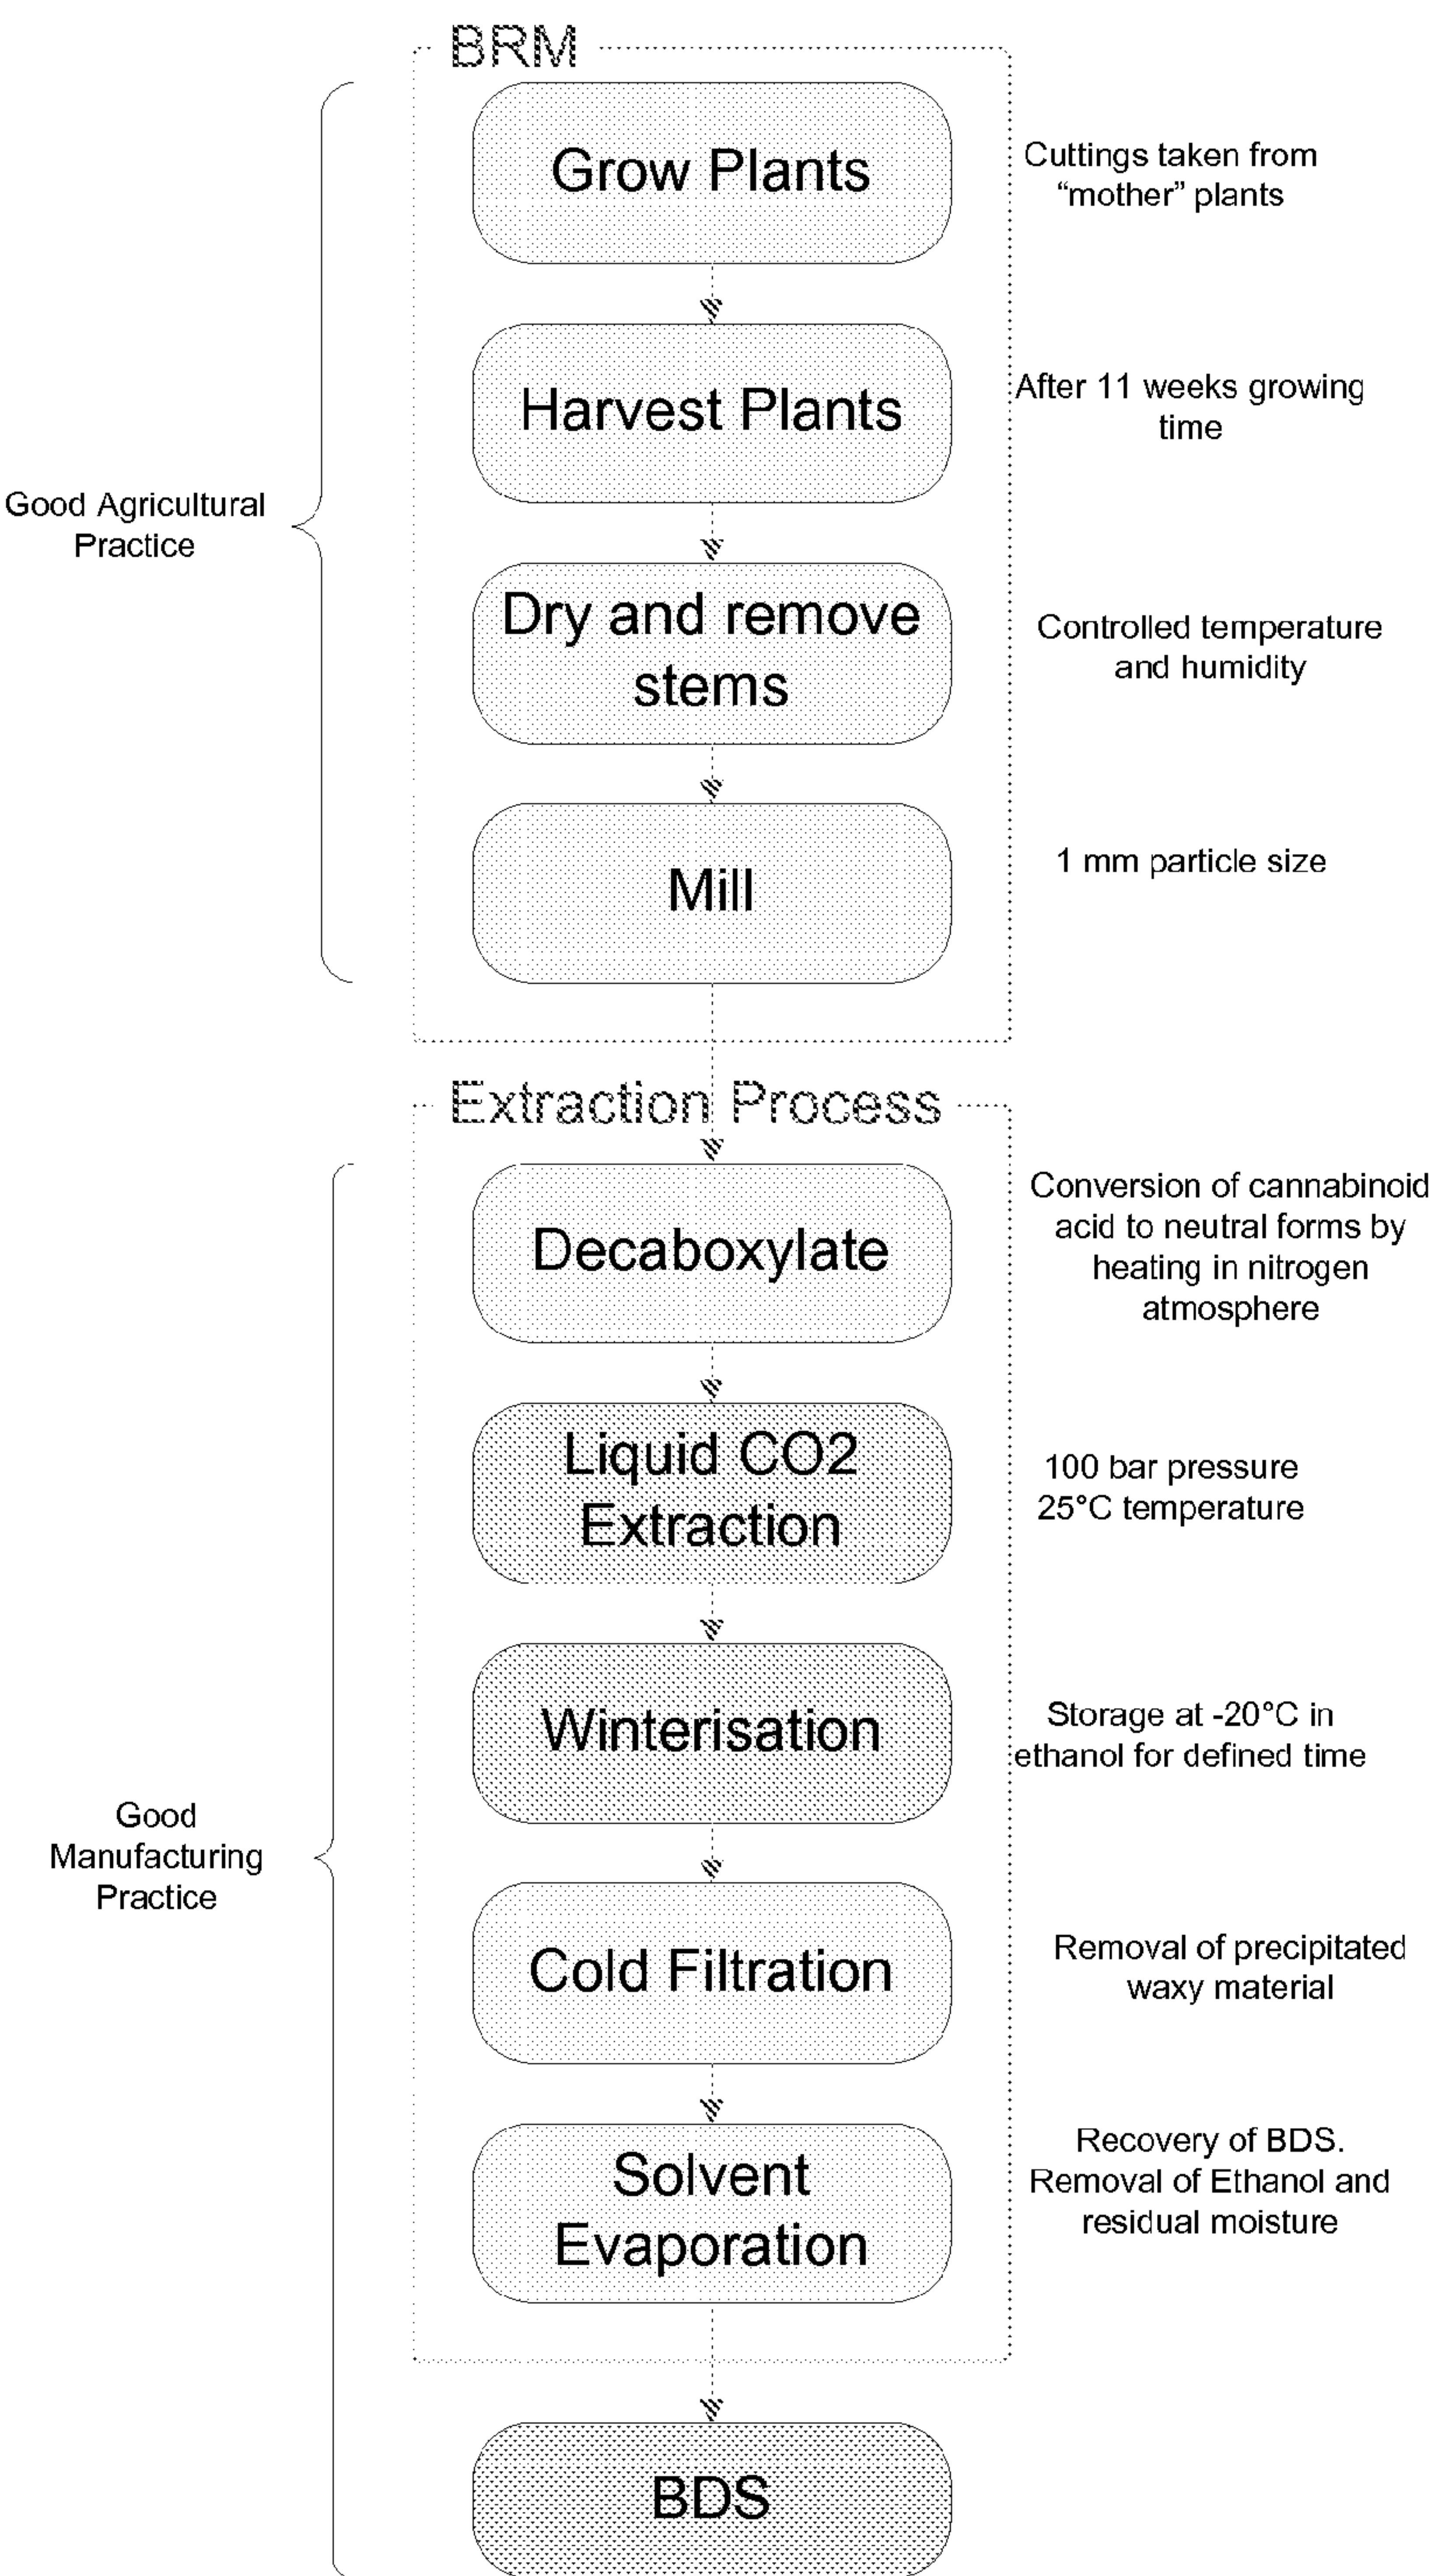 BRM
Grow Plants
Cuttings taken from
“mother” plants
Harvest Plants
After 11 weeks growing
time
Good Agricultural
Practice
Dry and remove
stems
Controlled temperature
and humidity
Mill
1 mm particle size
Extraction Process
Decaboxylate
Conversion of cannabinoid
acid to neutral forms by
heating in nitrogen
atmosphere
Liquid CO2
Extraction
100 bar pressure
25°C temperature
Winterisation
Storage at -20°C in
ethanol for defined time
Good
Manufacturing
Practice
Cold Filtration
Removal of precipitated
waxy material
Solvent
Evaporation
Recovery of BDS.
Removal of Ethanol and
residual moisture
BDS